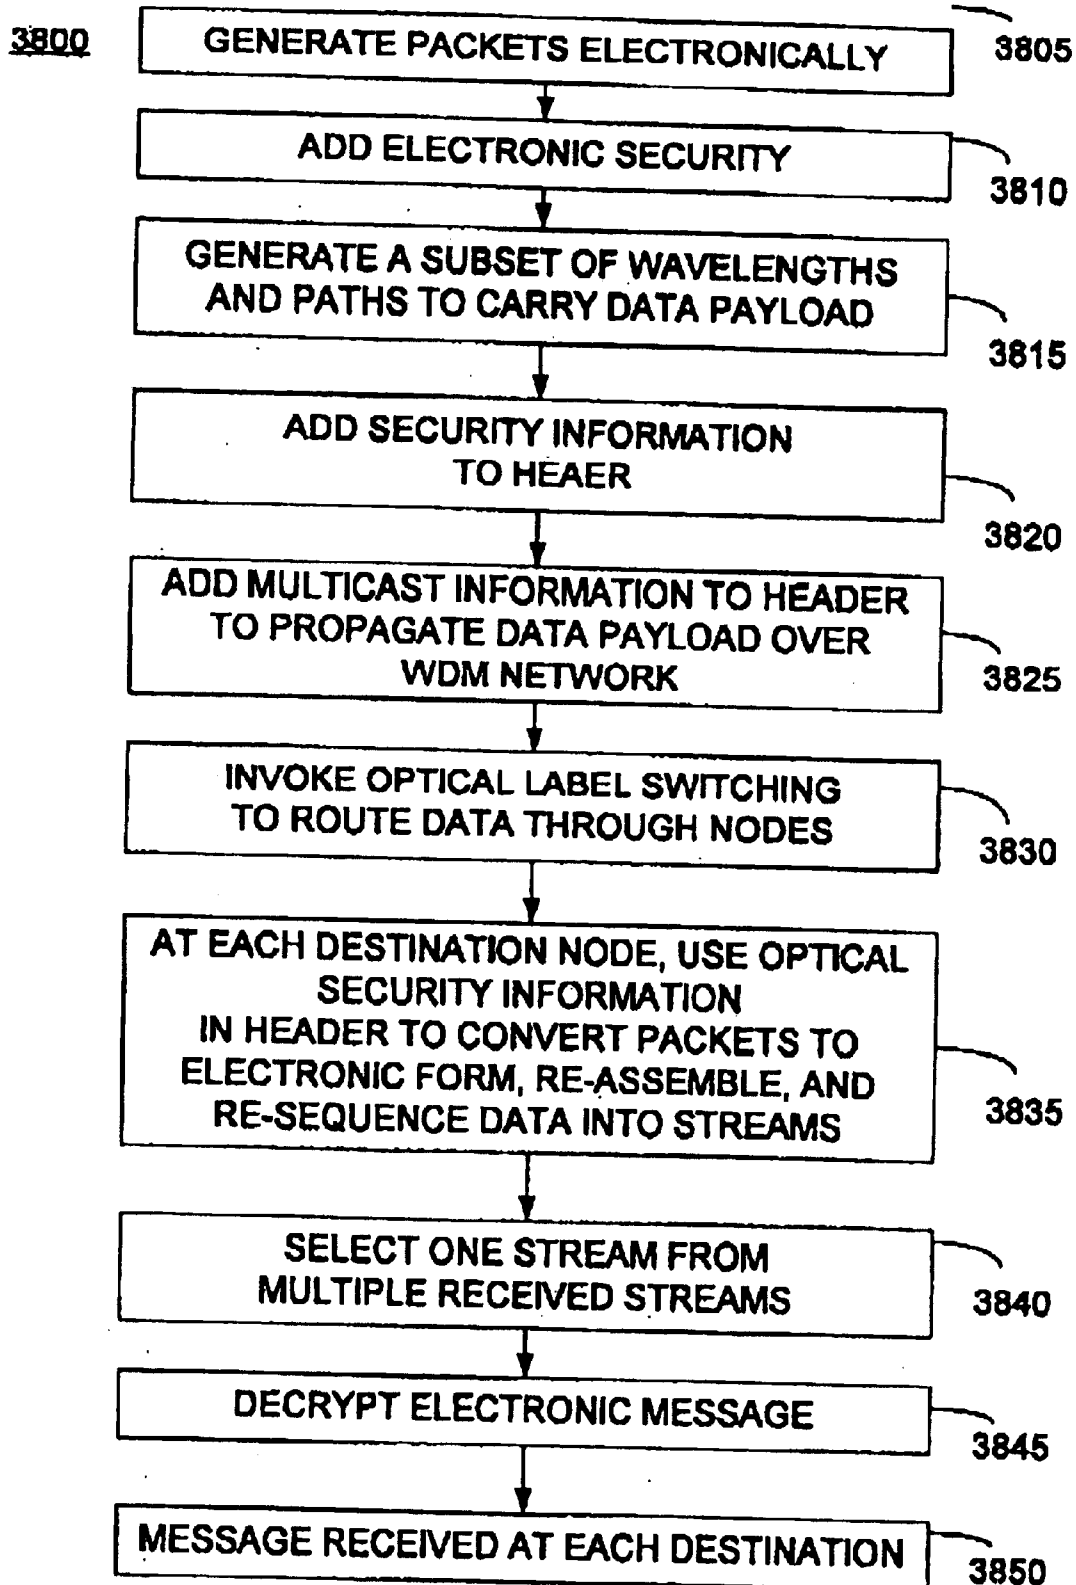 3800
GENERATE PACKETS ELECTRONICALLY
3805
ADD ELECTRONIC SECURITY
3810
GENERATE A SUBSET OF WAVELENGTHS
AND PATHS TO CARRY DATA PAYLOAD
3815
ADD SECURITY INFORMATION
TO HEAER
3820
ADD MULTICAST INFORMATION TO HEADER
TO PROPAGATE DATA PAYLOAD OVER
WDM NETWORK
3825
INVOKE OPTICAL LABEL SWITCHING
TO ROUTE DATA THROUGH NODES
3830
AT EACH DESTINATION NODE, USE OPTICAL
SECURITY INFORMATION
IN HEADER TO CONVERT PACKETS TO
ELECTRONIC FORM, RE-ASSEMBLE, AND
RE-SEQUENCE DATA INTO STREAMS
3835
SELECT ONE STREAM FROM
MULTIPLE RECEIVED STREAMS
3840
DECRYPT ELECTRONIC MESSAGE
3845
MESSAGE RECEIVED AT EACH DESTINATION
3850